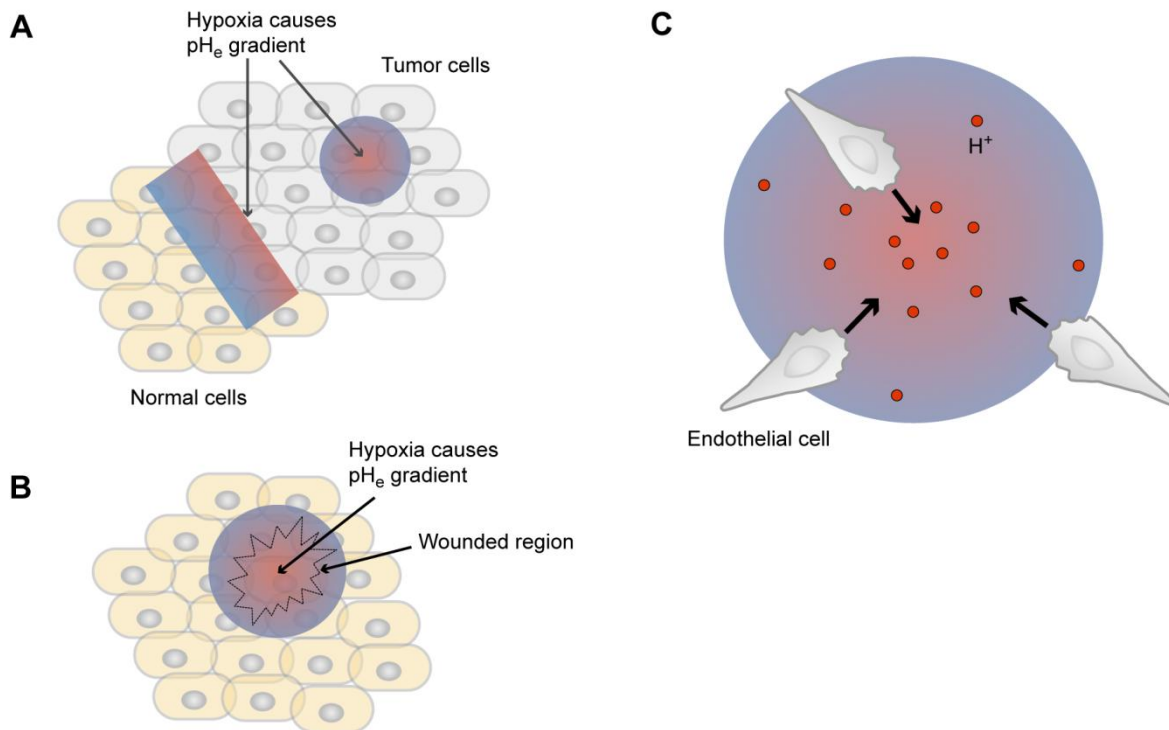 A
Hypoxia causes
pHe gradient
Tumor cells
Normal cells
B
Hypoxia causes
pHe gradient
Wounded region
C
H+
Endothelial cell